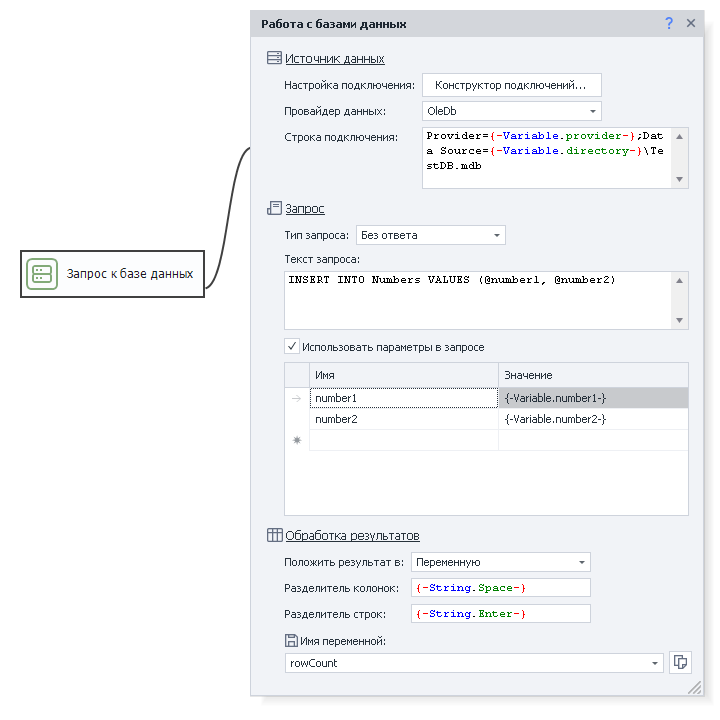 Работа с базами данных
?
Источник данных
Настройка подключения: Конструктор подключений...
Провайдер данных: OleDb
Строка подключения: Provider={-Variable.provider-};Dat
a Source={-Variable.directory-}\Te
stDB.mdb
Запрос
Тип запроса: Без ответа
Текст запроса:
Запрос к базе данных
INSERT INTO Numbers VALUES (@number1, @number2)
Использовать параметры в запросе
Имя Значение
number1 {-Variable.number1-}
number2 {-Variable.number2-}
Обработка результатов
Положить результат в: Переменную
Разделитель колонок: {-String.Space-}
Разделитель строк: {-String.Enter-}
Имя переменной:
rowCount